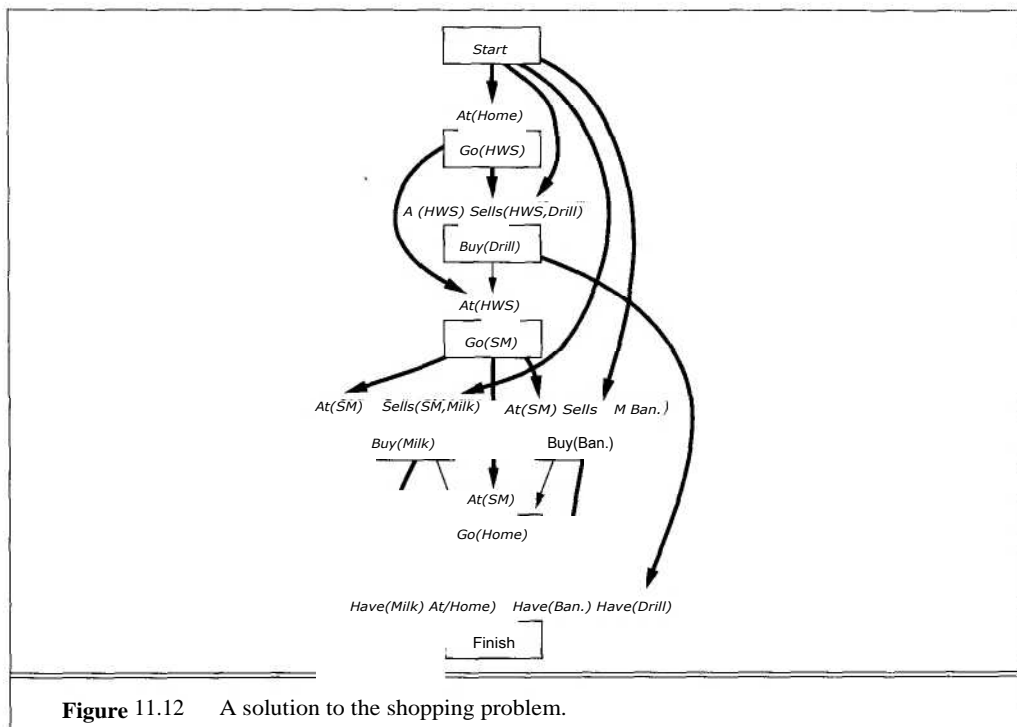 Start
At(Home)
Go(HWS)
A (HWS) Sells(HWS,Drill)
Buy(Drill)
At(HWS)
Go(SM)
At(SM) Sells(SM,Milk) At(SM) Sells M Ban.)
Buy(Milk) Buy(Ban.)
At(SM)
Go(Home)
Have(Milk) At/Home) Have(Ban.) Have(Drill)
Finish
Figure 11.12 A solution to the shopping problem.